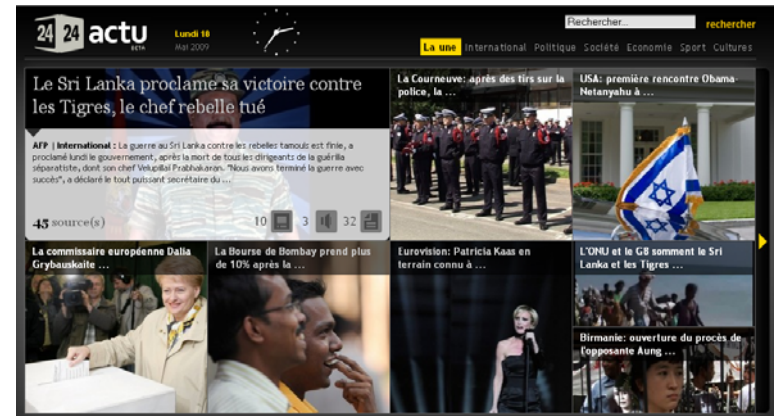 24 24 actu
BETA
Lundi 18
Mai 2009
Rechercher...
rechercher
La une International Politique Société Economie Sport Cultures
Le Sri Lanka proclame sa victoire contre
les Tigres, le chef rebelle tué
AFP | International : La guerre au Sri Lanka contre les rebelles tamouls est finie, a
proclamé lundi le gouvernement, après la mort de tous les dirigeants de la guérilla
séparatiste, dont son chef Velupillai Prabhakaran. "Nous avons terminé la guerre avec
succès", a déclaré le tout puissant secrétaire du ...
45 source(s)
10 3 32
La Courneuve: après des tirs sur la
police, la ...
USA: première rencontre Obama-
Netanyahu à ...
La commissaire européenne Dalia
Grybauskaite ...
La Bourse de Bombay prend plus
de 10% après la ...
Eurovision: Patricia Kaas en
terrain connu à ...
L'ONU et le G8 somment le Sri
Lanka et les Tigres ...
Birmanie: ouverture du procès de
l'opposante Aung ...